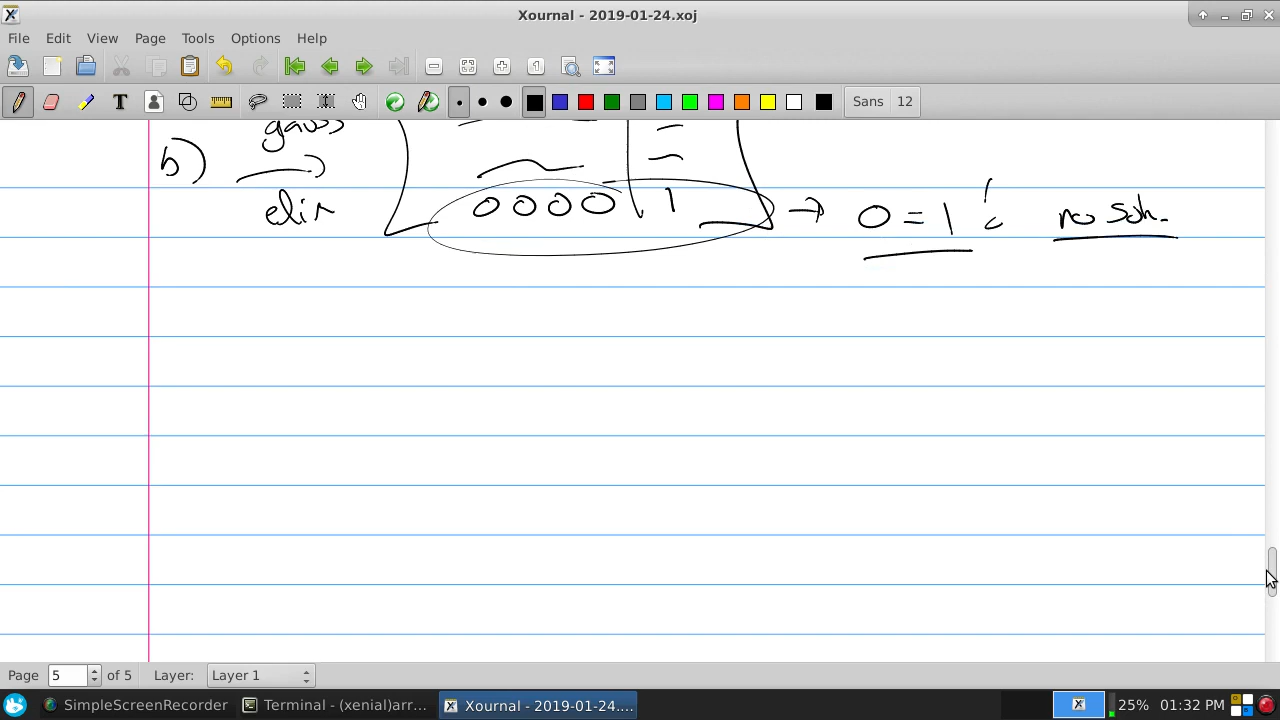 Xournal - 2019-01-24.xoj
File Edit View Page Tools Options Help
Sans 12
gauss
b)
0 0 0 0 | 1 → 0 = 1 ! no soln.
elim
Page 5 of 5 Layer: Layer 1
SimpleScreenRecorder Terminal - (xenial)arr... Xournal - 2019-01-24.... 25% 01:32 PM